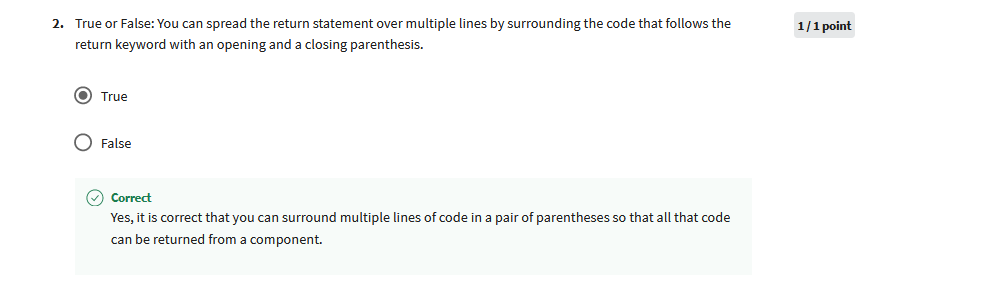 2. True or False: You can spread the return statement over multiple lines by surrounding the code that follows the
return keyword with an opening and a closing parenthesis.
1 / 1 point
True
False
Correct
Yes, it is correct that you can surround multiple lines of code in a pair of parentheses so that all that code
can be returned from a component.